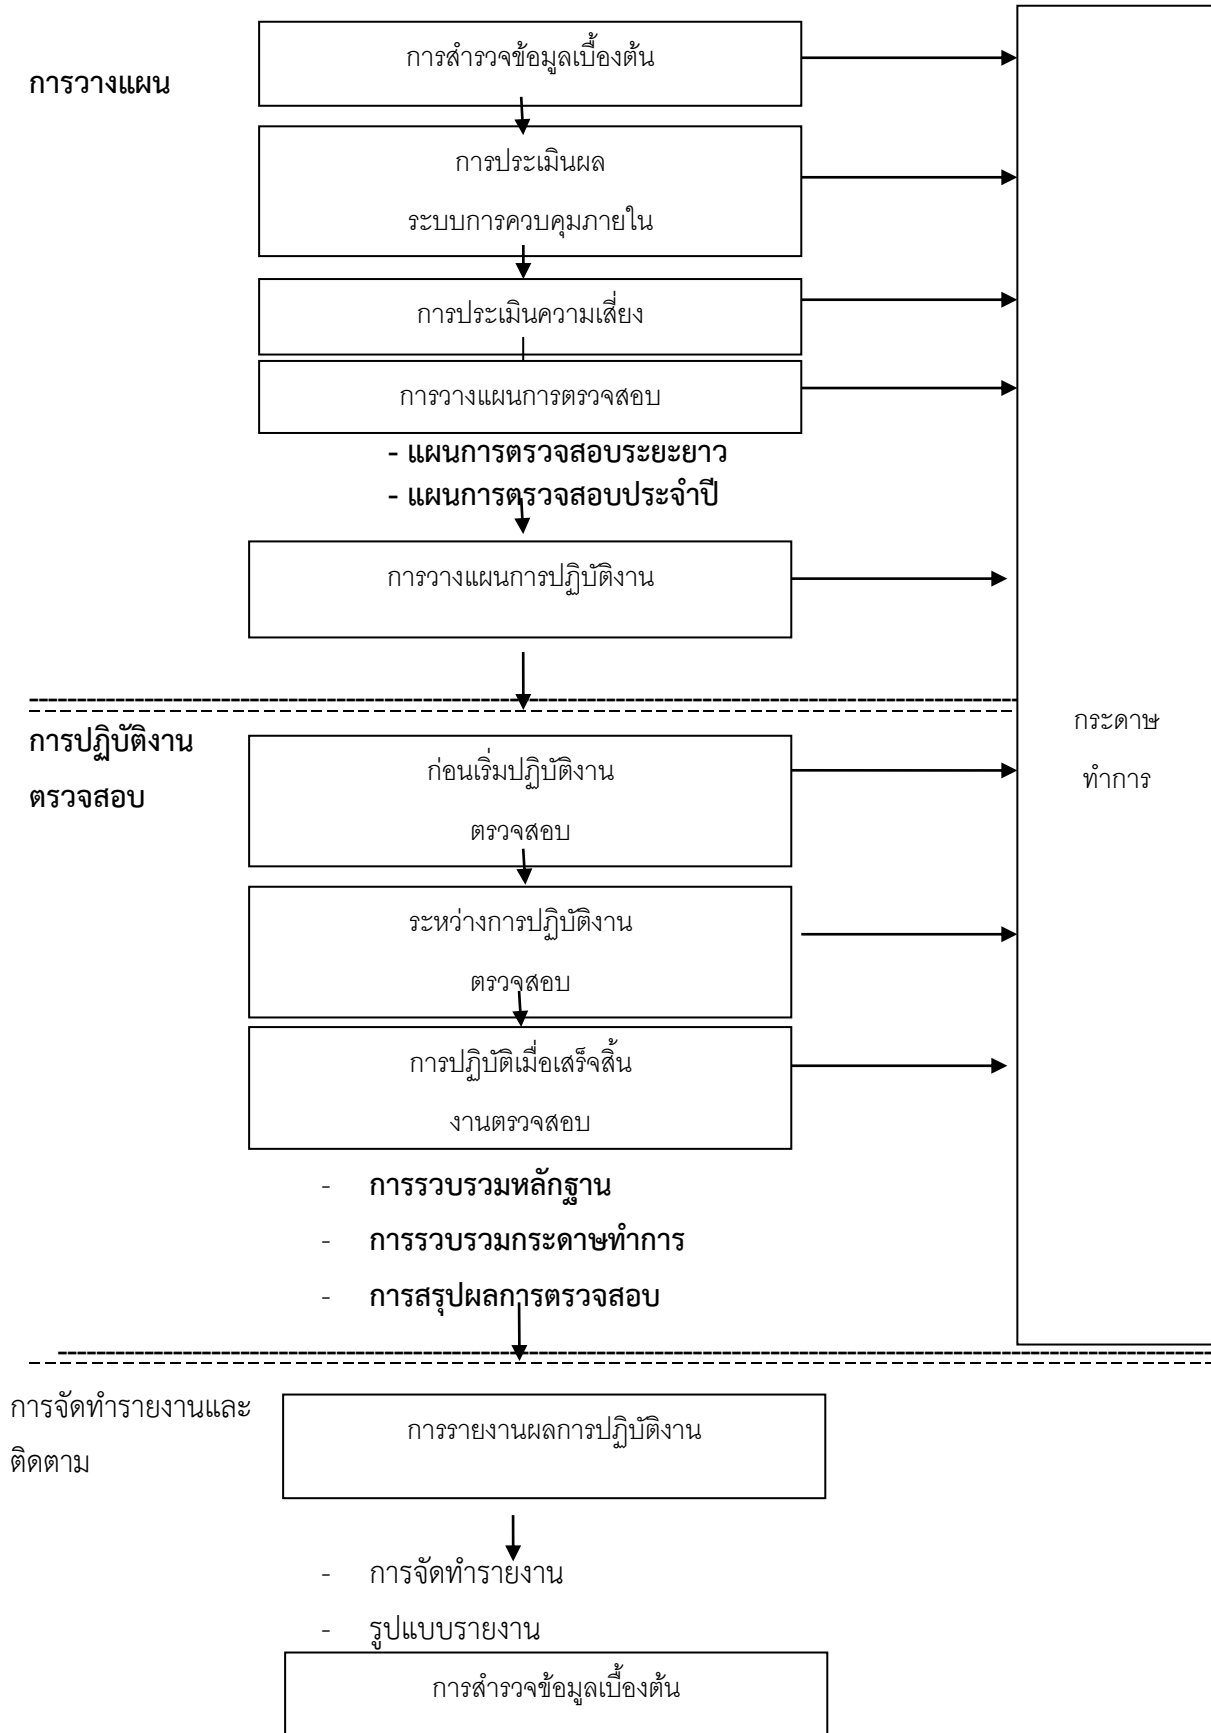 การสำรวจข้อมูลเบื้องต้น
การวางแผน
การประเมินผล
ระบบการควบคุมภายใน
การประเมินความเสี่ยง
การวางแผนการตรวจสอบ
- แผนการตรวจสอบระยะยาว
- แผนการตรวจสอบประจำปี
การวางแผนการปฏิบัติงาน
การปฏิบัติงาน
ตรวจสอบ
ก่อนเริ่มปฏิบัติงาน
ตรวจสอบ
กระดาษ
ทำการ
ระหว่างการปฏิบัติงาน
ตรวจสอบ
การปฏิบัติเมื่อเสร็จสิ้น
งานตรวจสอบ
- การรวบรวมหลักฐาน
- การรวบรวมกระดาษทำการ
- การสรุปผลการตรวจสอบ
การจัดทำรายงานและ
ติดตาม
การรายงานผลการปฏิบัติงาน
- การจัดทำรายงาน
- รูปแบบรายงาน
การสำรวจข้อมูลเบื้องต้น